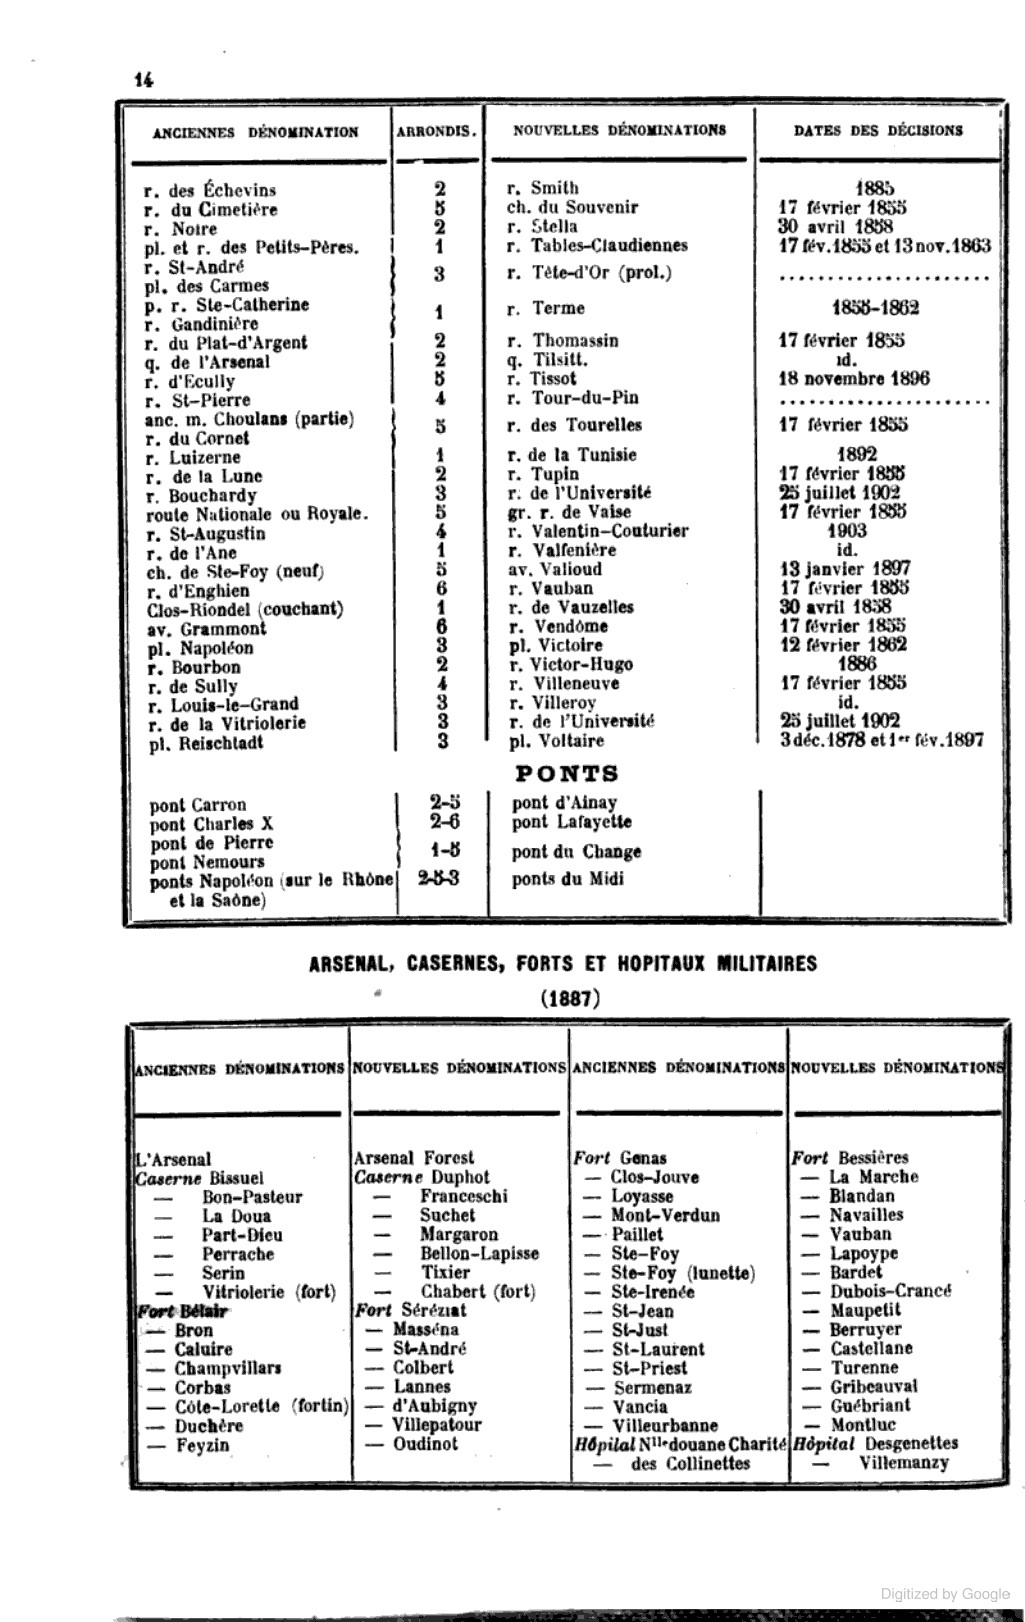 14
ANCIENNES DÉNOMINATION | ARRONDIS. | NOUVELLES DÉNOMINATIONS | DATES DES DÉCISIONS
r. des Échevins | 2 | r. Smith | 1885
r. du Cimetière | 5 | ch. du Souvenir | 17 février 1855
r. Noire | 2 | r. Stella | 30 avril 1858
pl. et r. des Petits-Pères. | 1 | r. Tables-Claudiennes | 17 fév. 1855 et 13 nov. 1863
r. St-André
pl. des Carmes | 3 | r. Tête-d'Or (prol.) | ......................
p. r. Ste-Catherine
r. Gandinière | 1 | r. Terme | 1855-1862
r. du Plat-d'Argent | 2 | r. Thomassin | 17 février 1855
q. de l'Arsenal | 2 | q. Tilsitt. | id.
r. d'Ecully | 5 | r. Tissot | 18 novembre 1896
r. St-Pierre | 4 | r. Tour-du-Pin | ......................
anc. m. Choulans (partie)
r. du Cornet | 5 | r. des Tourelles | 17 février 1855
r. Luizerne | 1 | r. de la Tunisie | 1892
r. de la Lune | 2 | r. Tupin | 17 février 1855
r. Bouchardy | 3 | r. de l'Université | 25 juillet 1902
route Nationale ou Royale. | 5 | gr. r. de Vaise | 17 février 1855
r. St-Augustin | 4 | r. Valentin-Couturier | 1903
r. de l'Ane | 1 | r. Valfenière | id.
ch. de Ste-Foy (neuf) | 5 | av. Valioud | 13 janvier 1897
r. d'Enghien | 6 | r. Vauban | 17 février 1855
Clos-Riondel (couchant) | 1 | r. de Vauzelles | 30 avril 1858
av. Grammont | 6 | r. Vendôme | 17 février 1855
pl. Napoléon | 3 | pl. Victoire | 12 février 1862
r. Bourbon | 2 | r. Victor-Hugo | 1886
r. de Sully | 4 | r. Villeneuve | 17 février 1855
r. Louis-le-Grand | 3 | r. Villeroy | id.
r. de la Vitriolerie | 3 | r. de l'Université | 25 juillet 1902
pl. Reischtadt | 3 | pl. Voltaire | 3 déc. 1878 et 1er fév. 1897
PONTS
pont Carron | 2-5 | pont d'Ainay
pont Charles X | 2-6 | pont Lafayette
pont de Pierre
pont Nemours | 1-5 | pont du Change
ponts Napoléon (sur le Rhône | 2-5-3 | ponts du Midi
et la Saône)
ARSENAL, CASERNES, FORTS ET HOPITAUX MILITAIRES
(1887)
ANCIENNES DÉNOMINATIONS | NOUVELLES DÉNOMINATIONS | ANCIENNES DÉNOMINATIONS | NOUVELLES DÉNOMINATIONS
L'Arsenal | Arsenal Forest | Fort Genas | Fort Bessières
Caserne Bissuel | Caserne Duphot | — Clos-Jouve | — La Marche
— Bon-Pasteur | — Franceschi | — Loyasse | — Blandan
— La Doua | — Suchet | — Mont-Verdun | — Navailles
— Part-Dieu | — Margaron | — Paillet | — Vauban
— Perrache | — Bellon-Lapisse | — Ste-Foy | — Lapoype
— Serin | — Tixier | — Ste-Foy (lunette) | — Bardet
— Vitriolerie (fort) | — Chabert (fort) | — Ste-Irenée | — Dubois-Crancé
Fort Bélair | Fort Séréziat | — St-Jean | — Maupetit
— Bron | — Masséna | — St-Just | — Berruyer
— Caluire | — St-André | — St-Laurent | — Castellane
— Champvillars | — Colbert | — St-Priest | — Turenne
— Corbas | — Lannes | — Sermenaz | — Gribeauval
— Côte-Lorette (fortin) | — d'Aubigny | — Vancia | — Guébriant
— Duchère | — Villepatour | — Villeurbanne | — Montluc
— Feyzin | — Oudinot | Hôpital Nlle douane Charité | Hôpital Desgenettes
— des Collinettes | — Villemanzy
Digitized by Google